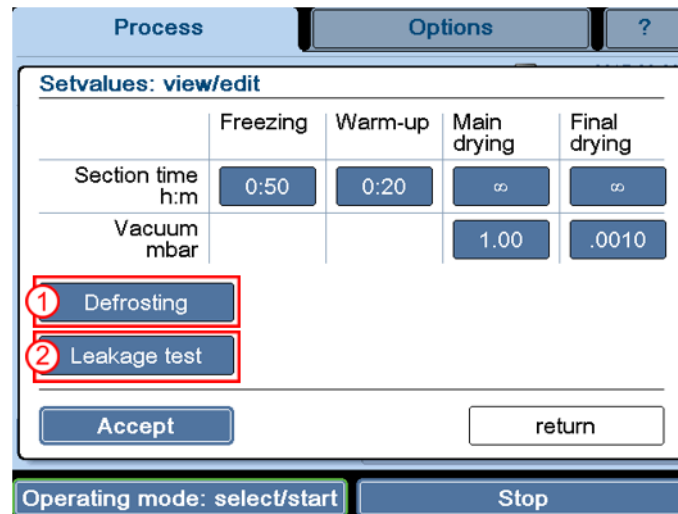 Process Options ?
Setvalues: view/edit
Freezing Warm-up Main drying Final drying
Section time h:m 0:50 0:20 ∞ ∞
Vacuum mbar 1.00 .0010
1 Defrosting
2 Leakage test
Accept return
Operating mode: select/start Stop